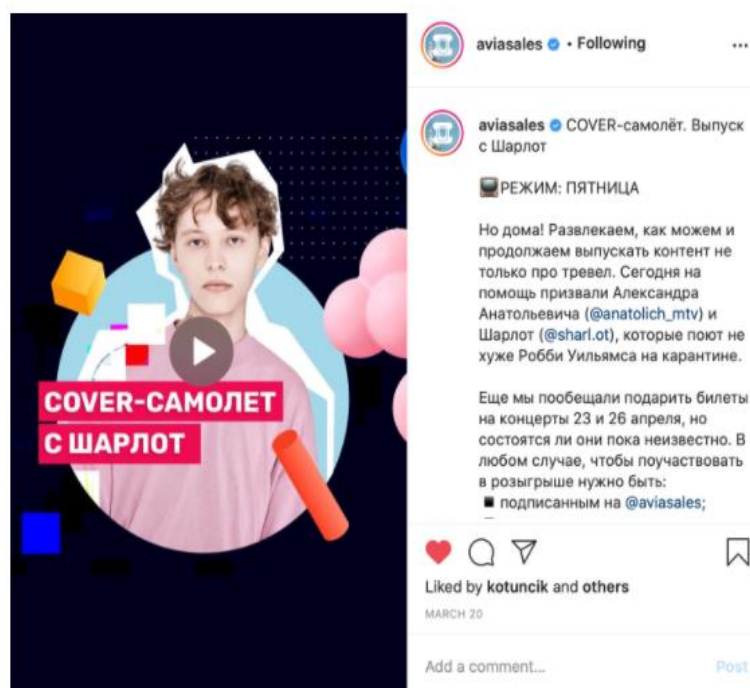 COVER-САМОЛЕТ
С ШАРЛОТ
aviasales • Following
aviasales COVER-самолёт. Выпуск
с Шарлот
РЕЖИМ: ПЯТНИЦА
Но дома! Развлекаем, как можем и
продолжаем выпускать контент не
только про тревел. Сегодня на
помощь призвали Александра
Анатольевича (@anatolich_mtv) и
Шарлот (@sharl.ot), которые поют не
хуже Робби Уильямса на карантине.
Еще мы пообещали подарить билеты
на концерты 23 и 26 апреля, но
состоятся ли они пока неизвестно. В
любом случае, чтобы поучаствовать
в розыгрыше нужно быть:
подписанным на @aviasales;
Liked by kotuncik and others
MARCH 20
Add a comment...
Post